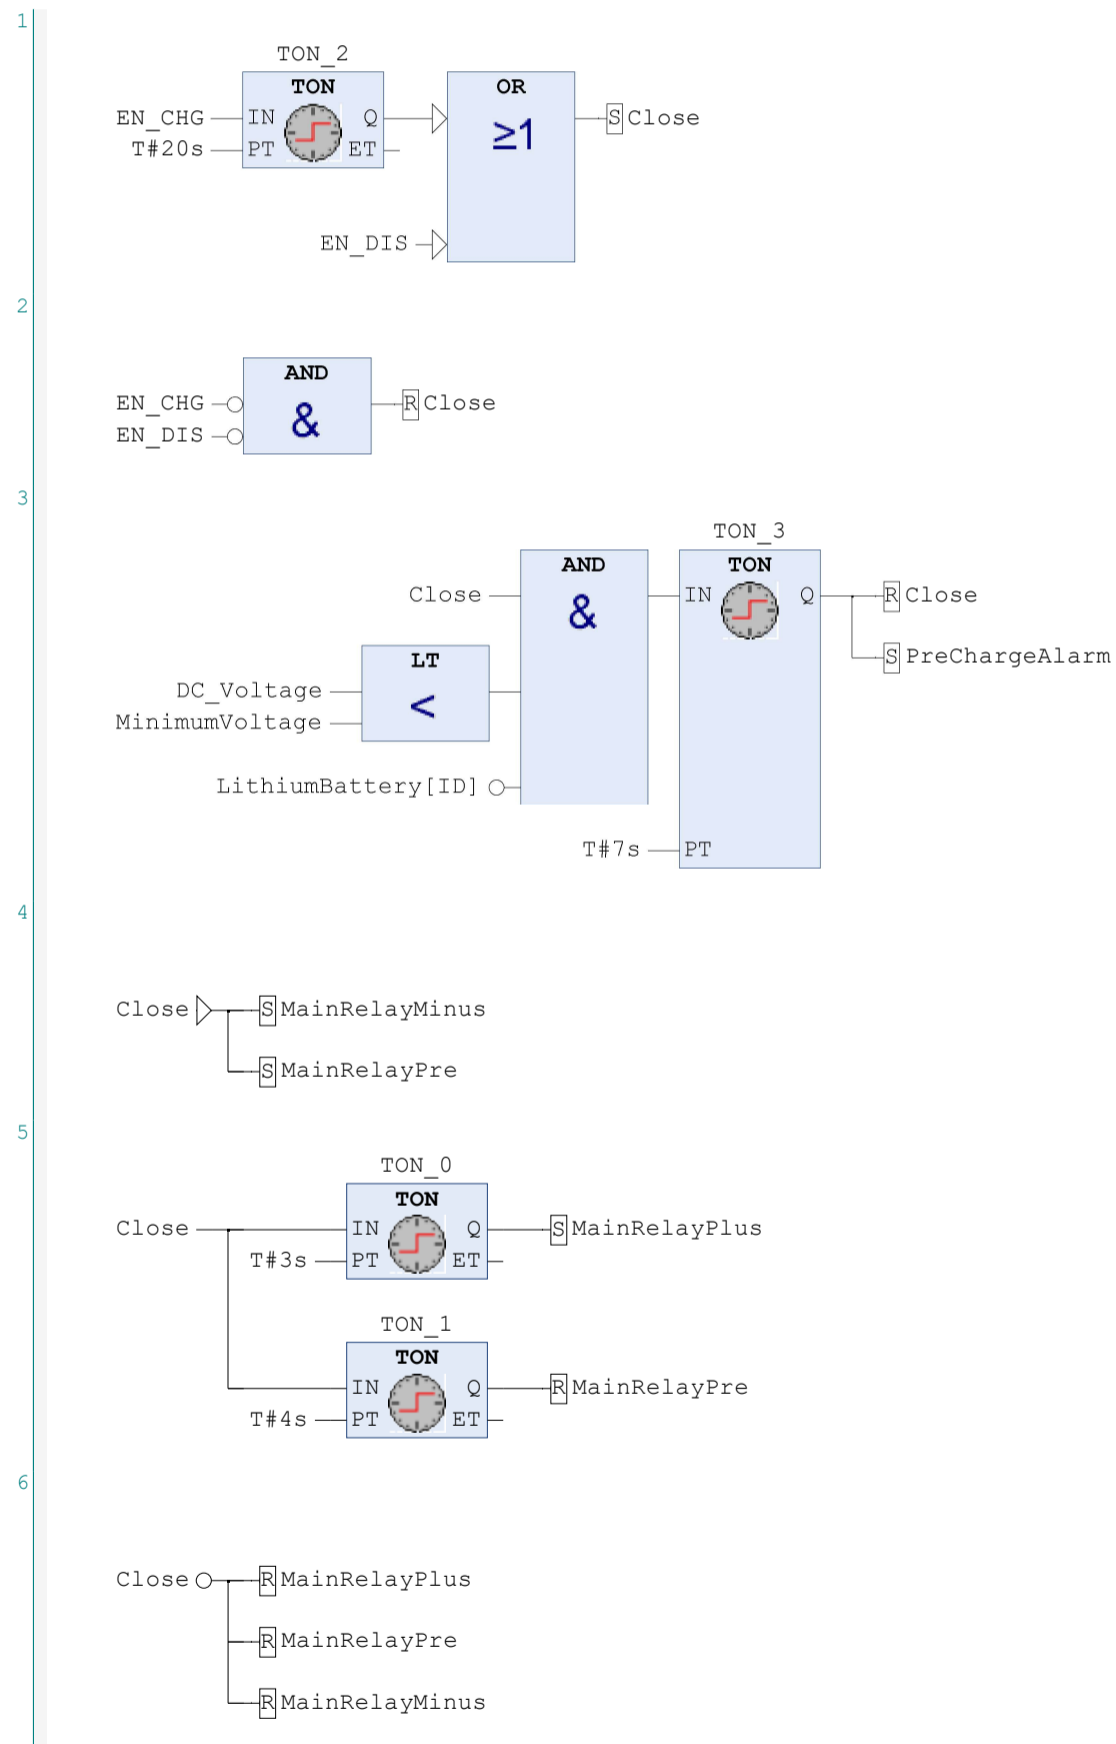 1
TON_2
TON
EN_CHG IN Q
T#20s PT ET
OR
≥1
S Close
EN_DIS
2
AND
&
EN_CHG
EN_DIS
R Close
3
TON_3
AND
&
TON
Close
IN Q
R Close
S PreChargeAlarm
LT
<
DC_Voltage
MinimumVoltage
LithiumBattery[ID]
T#7s PT
4
Close S MainRelayMinus
S MainRelayPre
5
TON_0
TON
Close IN Q S MainRelayPlus
T#3s PT ET
TON_1
TON
IN Q R MainRelayPre
T#4s PT ET
6
Close R MainRelayPlus
R MainRelayPre
R MainRelayMinus